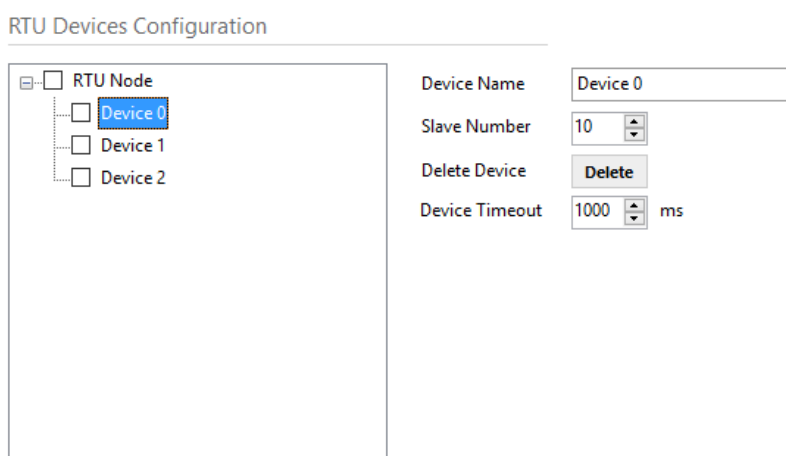 RTU Devices Configuration
RTU Node
Device 0
Device 1
Device 2
Device Name Device 0
Slave Number 10
Delete Device Delete
Device Timeout 1000 ms